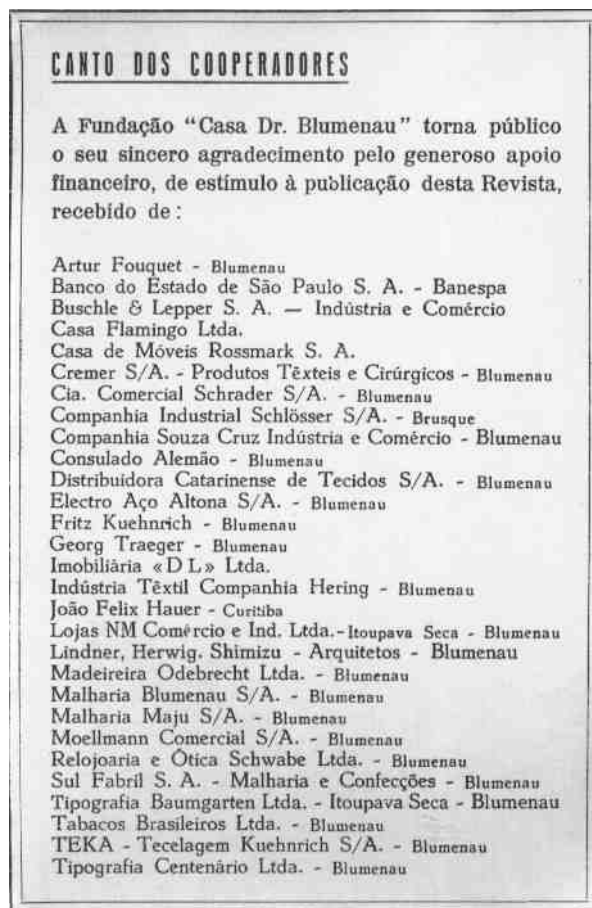 CANTO DOS COOPERADORES
A Fundação “Casa Dr. Blumenau” torna público
o seu sincero agradecimento pelo generoso apoio
financeiro, de estímulo à publicação desta Revista,
recebido de :
Artur Fouquet - Blumenau
Banco do Estado de São Paulo S. A. - Banespa
Buschle & Lepper S. A. — Indústria e Comércio
Casa Flamingo Ltda.
Casa de Móveis Rossmark S. A.
Cremer S/A. - Produtos Têxteis e Cirúrgicos - Blumenau
Cia. Comercial Schrader S/A. - Blumenau
Companhia Industrial Schlösser S/A. - Brusque
Companhia Souza Cruz Indústria e Comércio - Blumenau
Consulado Alemão - Blumenau
Distribuidora Catarinense de Tecidos S/A. - Blumenau
Electro Aço Altona S/A. - Blumenau
Fritz Kuehnrich - Blumenau
Georg Traeger - Blumenau
Imobiliária «D L» Ltda.
Indústria Têxtil Companhia Hering - Blumenau
João Felix Hauer - Curitiba
Lojas NM Comércio e Ind. Ltda. - Itoupava Seca - Blumenau
Lindner, Herwig. Shimizu - Arquitetos - Blumenau
Madeireira Odebrecht Ltda. - Blumenau
Malharia Blumenau S/A. - Blumenau
Malharia Maju S/A. - Blumenau
Moellmann Comercial S/A. - Blumenau
Relojoaria e Ótica Schwabe Ltda. - Blumenau
Sul Fabril S. A. - Malharia e Confecções - Blumenau
Tipografia Baumgarten Ltda. - Itoupava Seca - Blumenau
Tabacos Brasileiros Ltda. - Blumenau
TEKA - Tecelagem Kuehnrich S/A. - Blumenau
Tipografia Centenário Ltda. - Blumenau